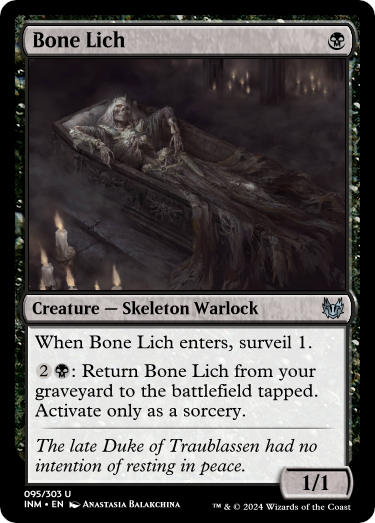 Bone Lich
Creature — Skeleton Warlock
When Bone Lich enters, surveil 1.
2: Return Bone Lich from your
graveyard to the battlefield tapped.
Activate only as a sorcery.
The late Duke of Traublassen had no
intention of resting in peace.
1/1
095/303 U
INM • EN Anastasia Balakchina
™ & © 2024 Wizards of the Coast